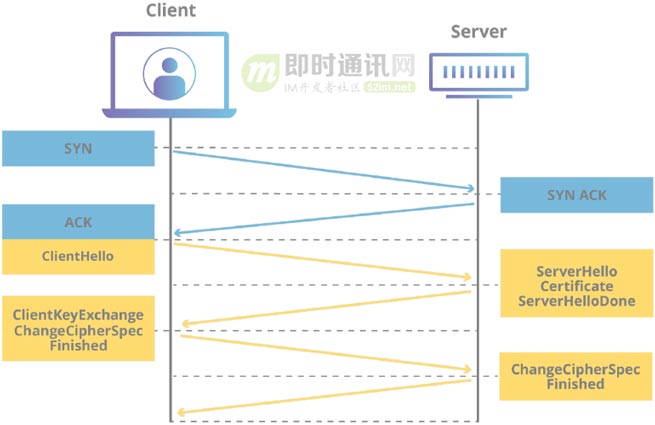 Client
Server
m 即时通讯网
IM开发者社区 52im.net
SYN
SYN ACK
ACK
ClientHello
ServerHello
Certificate
ServerHelloDone
ClientKeyExchange
ChangeCipherSpec
Finished
ChangeCipherSpec
Finished